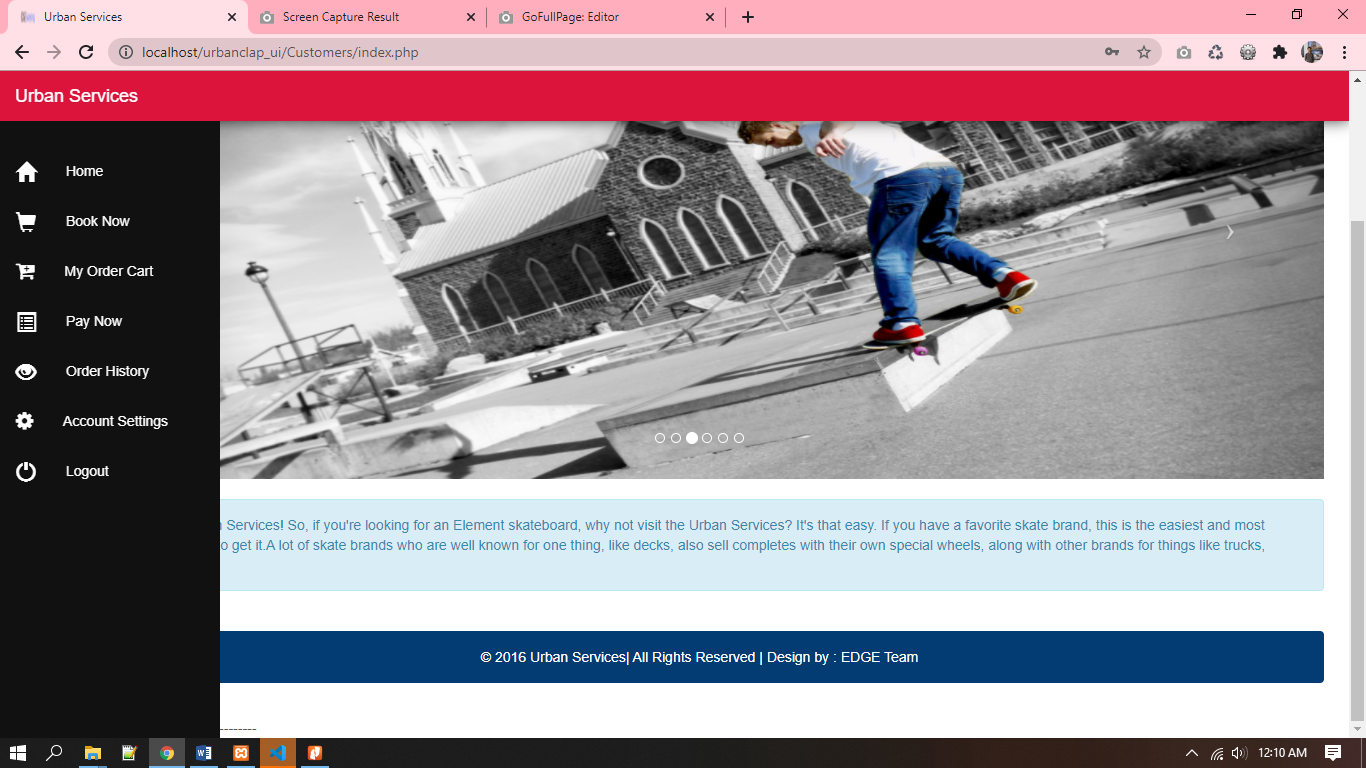 Urban Services
Screen Capture Result
GoFullPage: Editor
localhost/urbanclap_ui/Customers/index.php
Urban Services
Home
Book Now
My Order Cart
Pay Now
Order History
Account Settings
Logout
Services! So, if you're looking for an Element skateboard, why not visit the Urban Services? It's that easy. If you have a favorite skate brand, this is the easiest and most
o get it.A lot of skate brands who are well known for one thing, like decks, also sell completes with their own special wheels, along with other brands for things like trucks,
© 2016 Urban Services| All Rights Reserved | Design by : EDGE Team
--------
12:10 AM